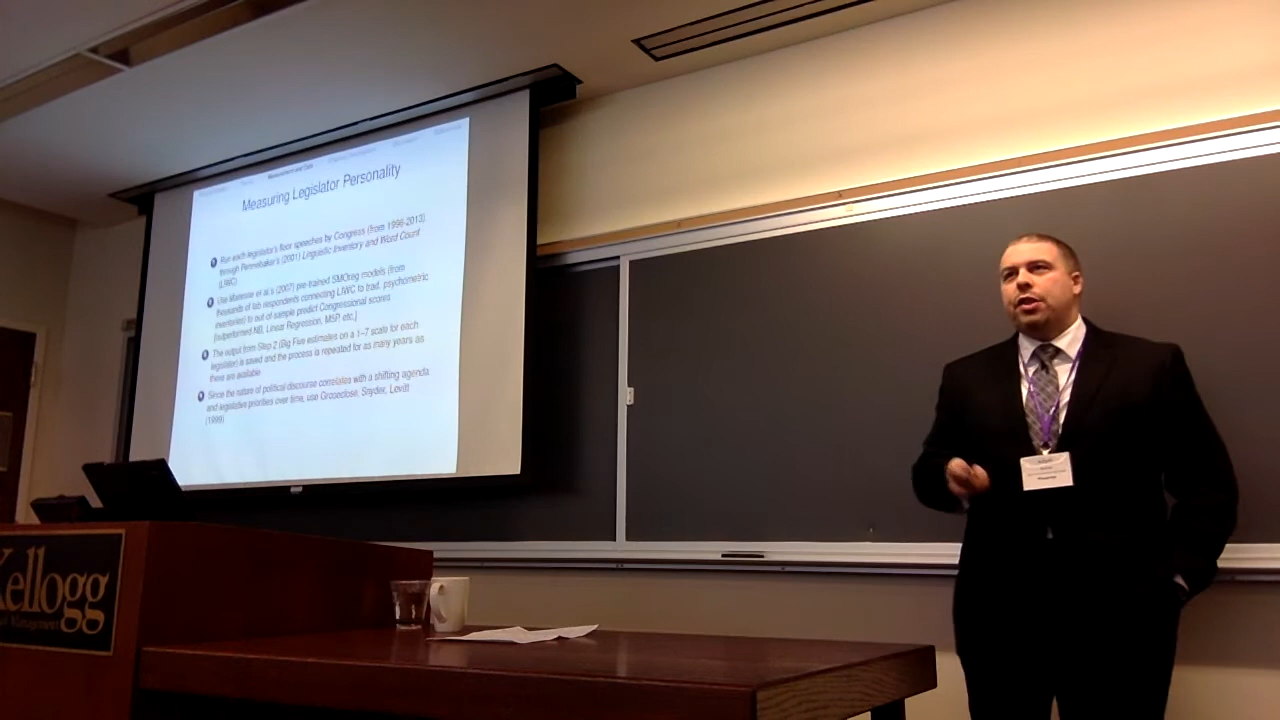 Measurement and Data
Measuring Legislator Personality
Run each legislator's floor speeches by Congress (from 1996-2013)
through Pennebaker's (2001) Linguistic Inventory and Word Count
(LIWC)
Use Mairesse et al.'s (2007) pre-trained SMOreg models (from
thousands of lab respondents connecting LIWC to trad. psychometric
inventories) to out of sample predict Congressional scores
[outperformed NB, Linear Regression, M5P, etc.]
The output from Step 2 (Big Five estimates on a 1–7 scale for each
legislator) is saved and the process is repeated for as many years as
there are available
Since the nature of political discourse correlates with a shifting agenda
and legislative priorities over time, use Groseclose, Snyder, Levitt
(1999)
Kellogg
Management